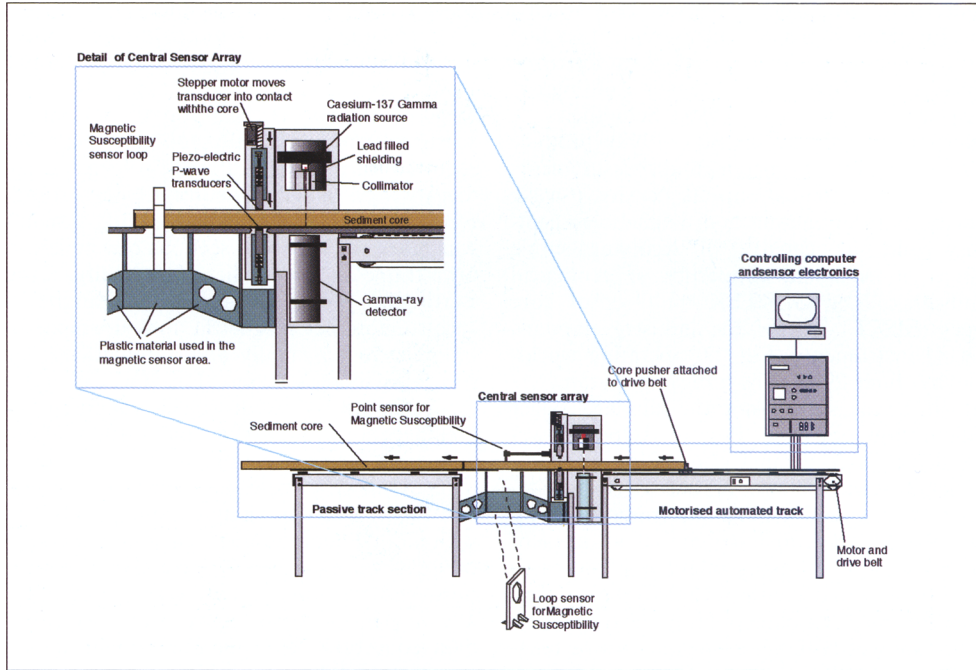 Detail of Central Sensor Array
Stepper motor moves
transducer into contact
withthe core
Caesium-137 Gamma
radiation source
Magnetic
Susceptibility
sensor loop
Lead filled
shielding
Piezo-electric
P-wave
transducers
Collimator
Sediment core
Gamma-ray
detector
Plastic material used in the
magnetic sensor area.
Controlling computer
andsensor electronics
Core pusher attached
to drive belt
Central sensor array
Point sensor for
Magnetic Susceptibility
Sediment core
Passive track section
Motorised automated track
Motor and
drive belt
Loop sensor
forMagnetic
Susceptibility